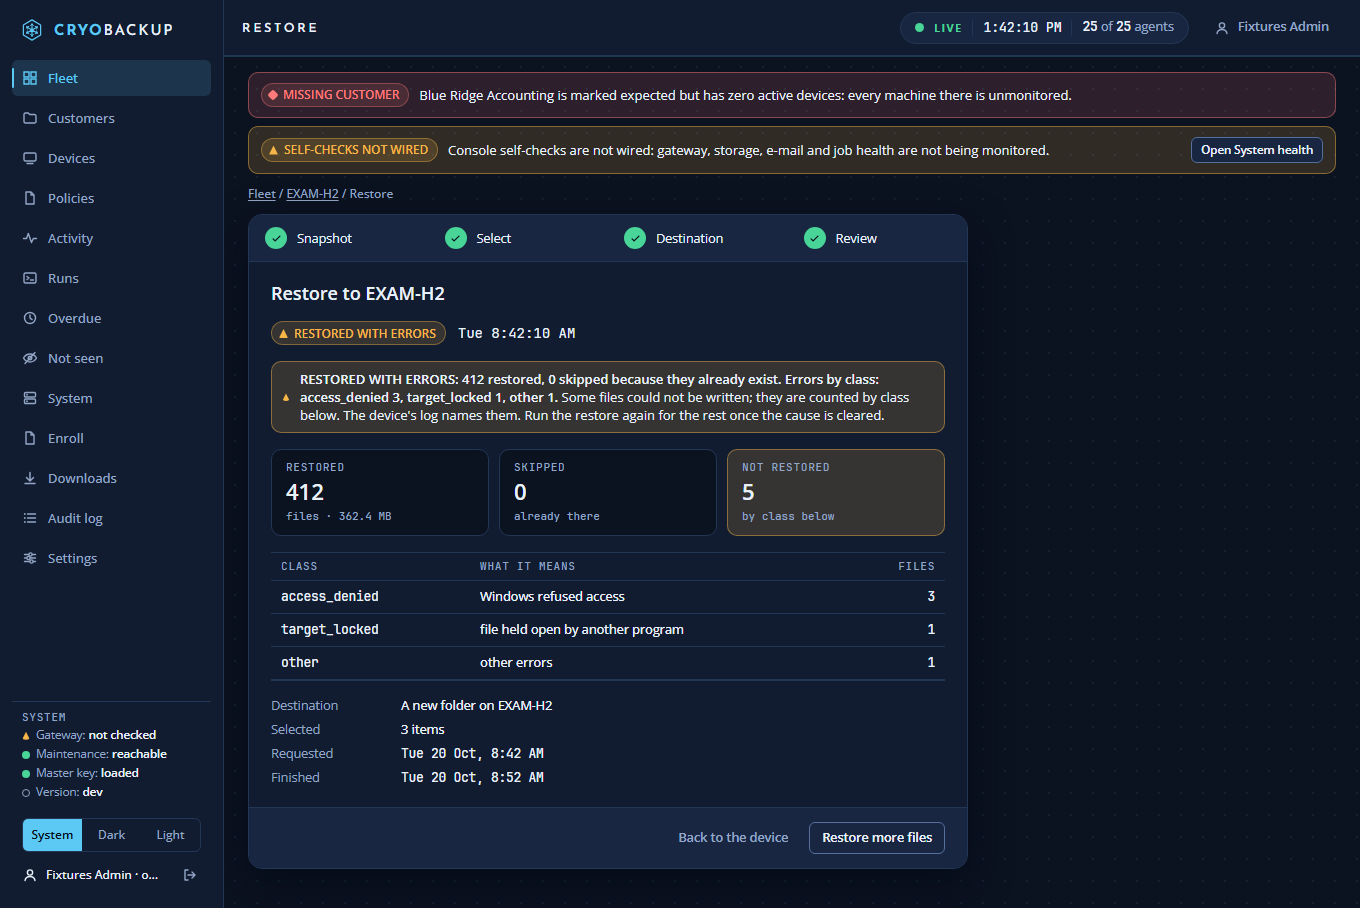 CRYOBACKUP
RESTORE
LIVE 1:42:10 PM 25 of 25 agents
Fixtures Admin
Fleet
Customers
Devices
Policies
Activity
Runs
Overdue
Not seen
System
Enroll
Downloads
Audit log
Settings
SYSTEM
Gateway: not checked
Maintenance: reachable
Master key: loaded
Version: dev
System Dark Light
Fixtures Admin · o...
MISSING CUSTOMER Blue Ridge Accounting is marked expected but has zero active devices: every machine there is unmonitored.
SELF-CHECKS NOT WIRED Console self-checks are not wired: gateway, storage, e-mail and job health are not being monitored. Open System health
Fleet / EXAM-H2 / Restore
Snapshot Select Destination Review
Restore to EXAM-H2
RESTORED WITH ERRORS Tue 8:42:10 AM
RESTORED WITH ERRORS: 412 restored, 0 skipped because they already exist. Errors by class:
access_denied 3, target_locked 1, other 1. Some files could not be written; they are counted by class
below. The device's log names them. Run the restore again for the rest once the cause is cleared.
RESTORED
412
files · 362.4 MB
SKIPPED
0
already there
NOT RESTORED
5
by class below
CLASS WHAT IT MEANS FILES
access_denied Windows refused access 3
target_locked file held open by another program 1
other other errors 1
Destination A new folder on EXAM-H2
Selected 3 items
Requested Tue 20 Oct, 8:42 AM
Finished Tue 20 Oct, 8:52 AM
Back to the device Restore more files